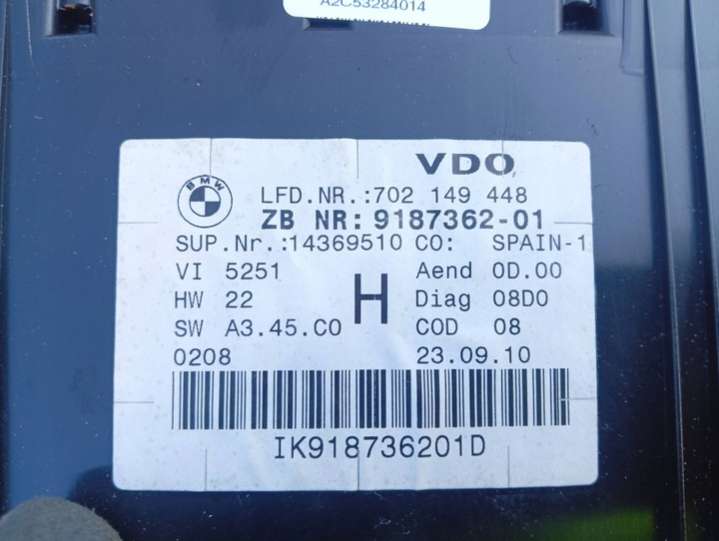 A2C53284014
VDO
BMW
LFD.NR.:702 149 448
ZB NR: 9187362-01
SUP.Nr.:14369510 CO: SPAIN-1
VI 5251 Aend 0D.00
HW 22 H Diag 08D0
SW A3.45.C0 COD 08
0208 23.09.10
IK918736201D